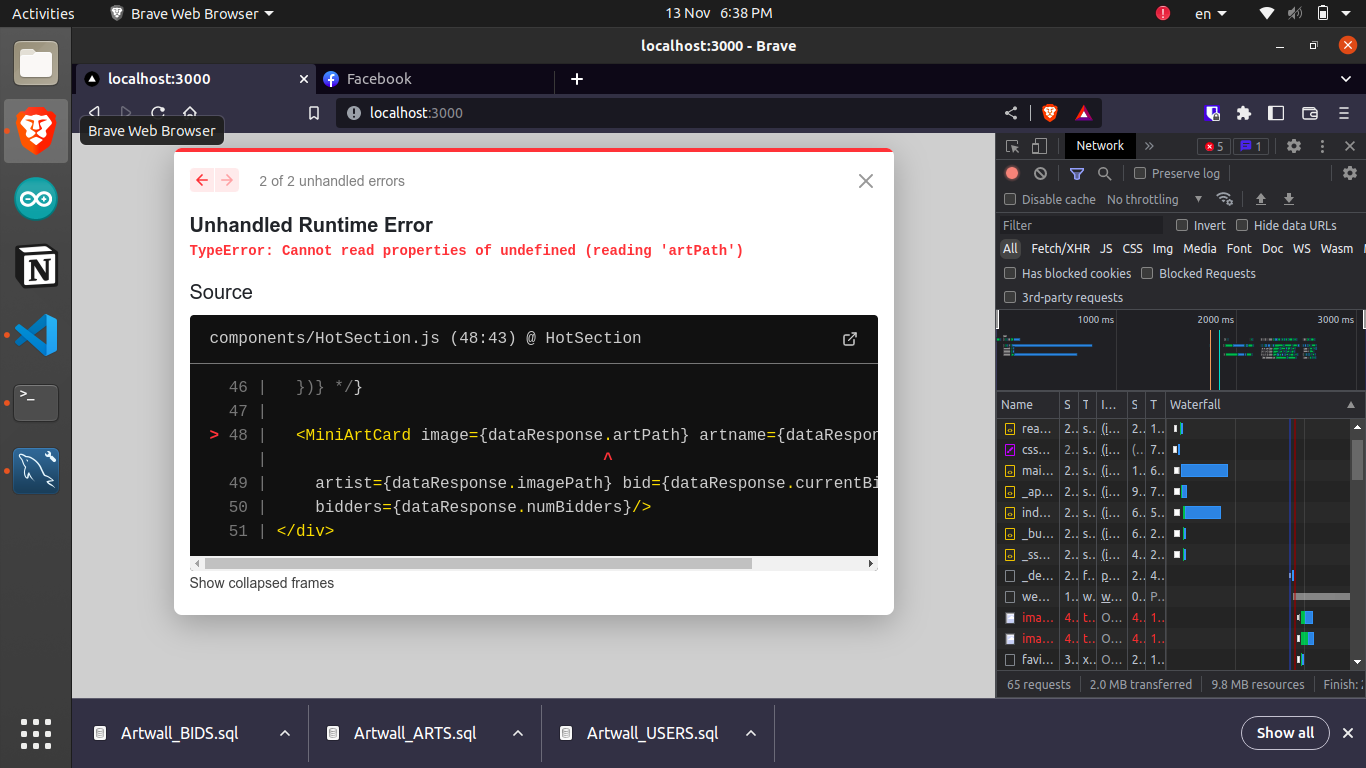 Activities
Brave Web Browser
13 Nov 6:38 PM
en
localhost:3000 - Brave
localhost:3000
Facebook
localhost:3000
Brave Web Browser
2 of 2 unhandled errors
Unhandled Runtime Error
TypeError: Cannot read properties of undefined (reading 'artPath')
Source
components/HotSection.js (48:43) @ HotSection
46 | })} */}
47 |
> 48 | <MiniArtCard image={dataResponse.artPath} artname={dataRespon
| ^
49 | artist={dataResponse.imagePath} bid={dataResponse.currentBi
50 | bidders={dataResponse.numBidders}/>
51 | </div>
Show collapsed frames
Network
5
1
Preserve log
Disable cache
No throttling
Filter
Invert
Hide data URLs
All Fetch/XHR JS CSS Img Media Font Doc WS Wasm
Has blocked cookies
Blocked Requests
3rd-party requests
1000 ms
2000 ms
3000 ms
Name S T I... S T Waterfall
rea... 2.. s.. (i... 2.. 1..
css... 2.. s.. (i... (.. 7..
mai... 2.. s.. (i... 1.. 6..
_ap... 2.. s.. (i... 9.. 7..
ind... 2.. s.. (i... 6.. 5..
_bu... 2.. s.. (i... 6.. 2..
_ss... 2.. s.. (i... 4.. 2..
_de... 2.. f.. p... 2.. 4..
we... 1.. w.. w... 0.. P..
ima... 4.. t.. O... 4.. 1..
ima... 4.. t.. O... 4.. 1..
favi... 3.. x.. O... 2.. 1..
65 requests
2.0 MB transferred
9.8 MB resources
Finish:
Artwall_BIDS.sql
Artwall_ARTS.sql
Artwall_USERS.sql
Show all